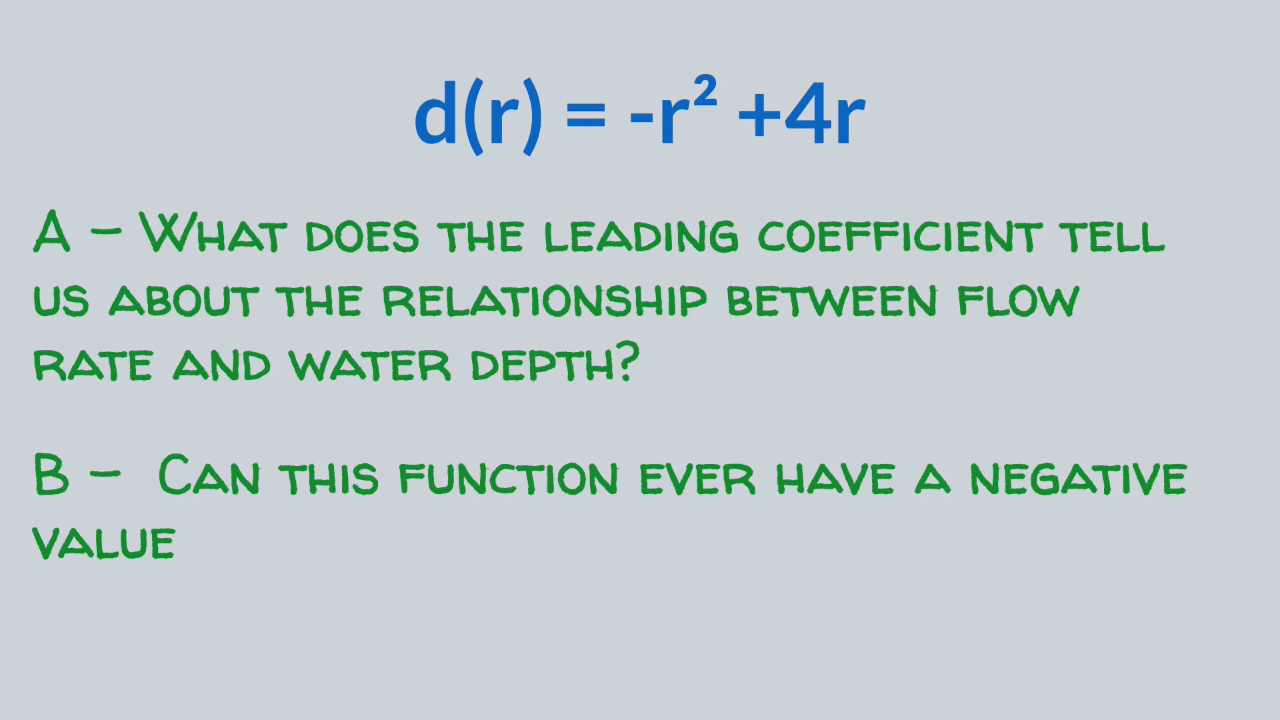 d(r) = -r² +4r
A - What does the leading coefficient tell
us about the relationship between flow
rate and water depth?
B - Can this function ever have a negative
value